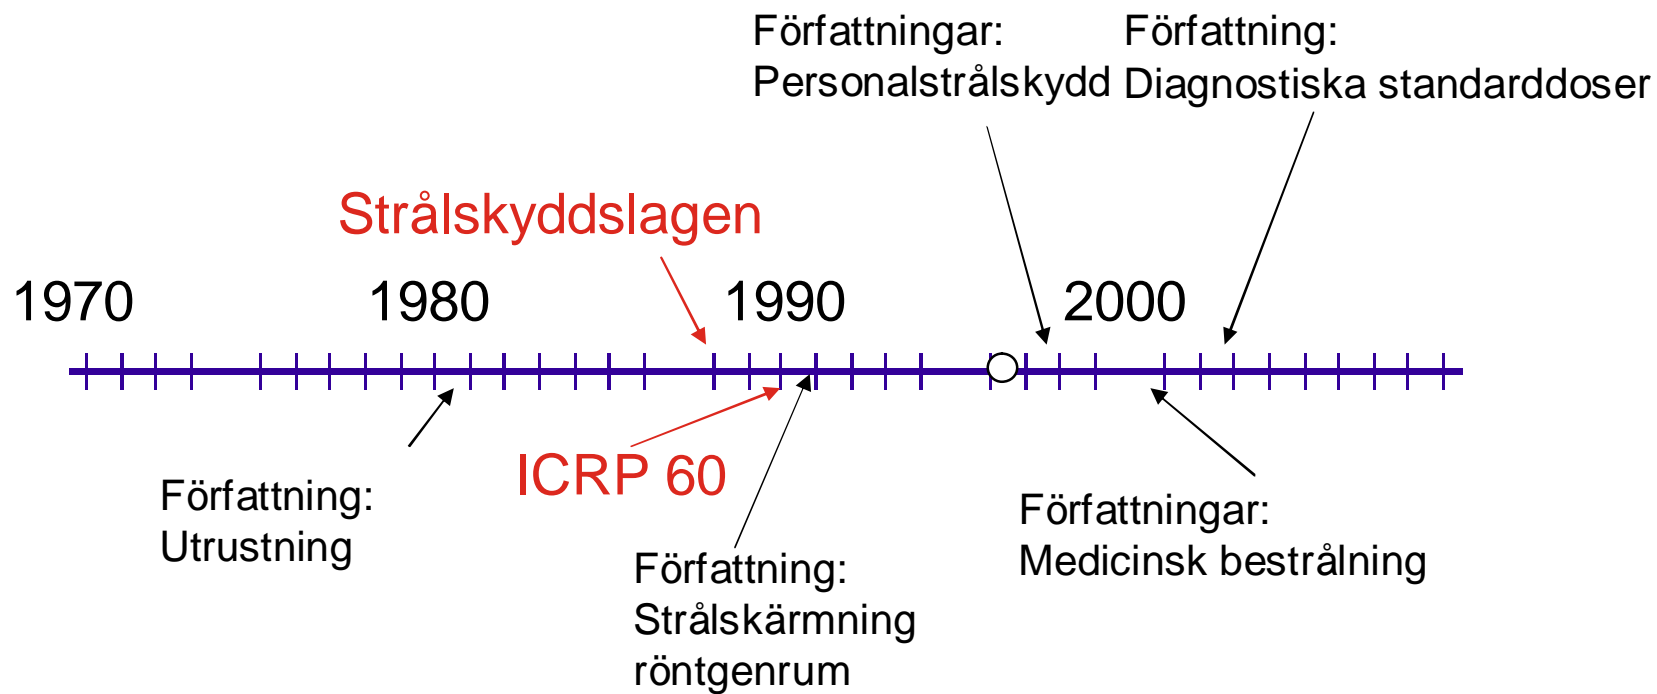 Författningar:
Personalstrålskydd
Författning:
Diagnostiska standarddoser
Strålskyddslagen
1970
1980
1990
2000
ICRP 60
Författning:
Utrustning
Författning:
Strålskärmning
röntgenrum
Författningar:
Medicinsk bestrålning